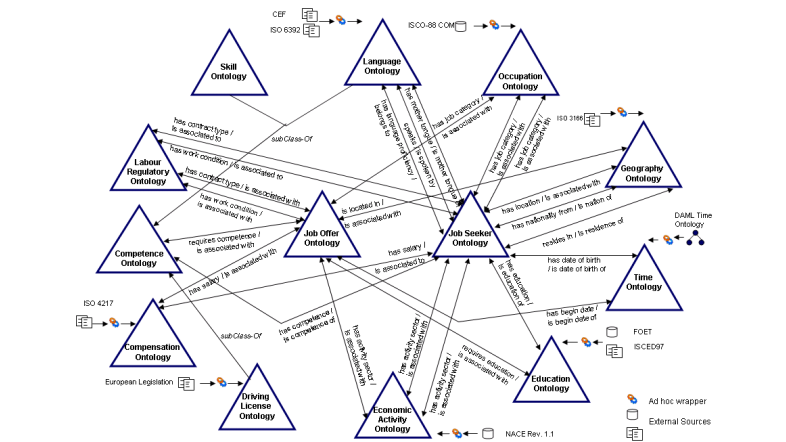 CEF
ISO 6392
ISCO-88 COM
Skill
Ontology
Language
Ontology
Occupation
Ontology
ISO 3166
has contract type /
is associated to
subClass-Of
has language proficiency /
belongs to
speaks / is spoken by
has mother tongue / is mother tongue
has job category /
is associated with
has job category /
is associated with
has job category /
is associated with
Labour
Regulatory
Ontology
has work condition / is associated to
has contract type / is associated with
has work condition /
is associated with
Geography
Ontology
is located in /
is associated with
has location / is associated with
has nationality from / is nation of
resides in / is residence of
DAML Time
Ontology
Job Offer
Ontology
Job Seeker
Ontology
Competence
Ontology
requires competence /
is associated with
has salary / is associated with
has salary /
is associated to
has date of birth
/ is date of birth of
has education /
is education of
Time
Ontology
ISO 4217
has competence /
is competence of
has begin date /
is begin date of
subClass-Of
Compensation
Ontology
has activity sector /
is associated with
has activity sector /
is associated with
has activity sector /
is associated with
requires education /
is associated with
FOET
ISCED97
European Legislation
Driving
License
Ontology
Economic
Activity
Ontology
Education
Ontology
NACE Rev. 1.1
Ad hoc wrapper
External Sources